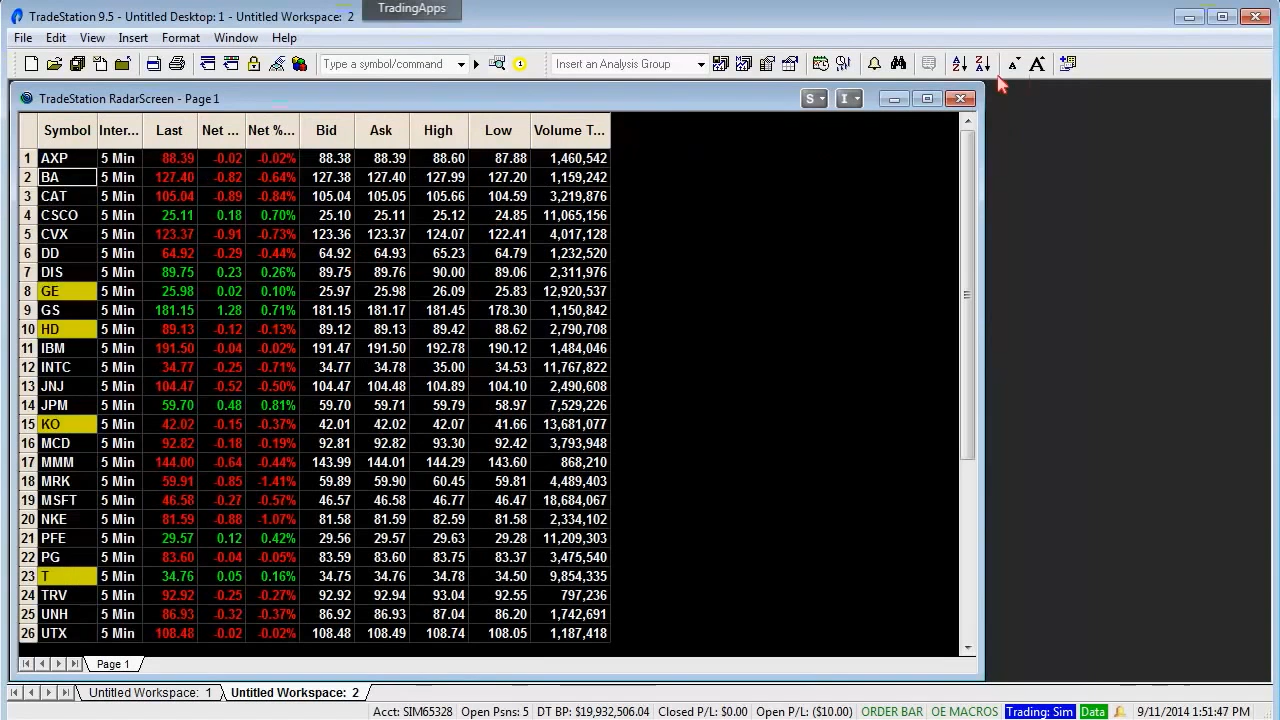 TradingApps
TradeStation 9.5 - Untitled Desktop: 1 - Untitled Workspace: 2
File Edit View Insert Format Window Help
Type a symbol/command Insert an Analysis Group
TradeStation RadarScreen - Page1 S I
Symbol Inter... Last Net ... Net %... Bid Ask High Low Volume T...
1 AXP 5 Min 88.39 -0.02 -0.02% 88.38 88.39 88.60 87.88 1,460,542
2 BA 5 Min 127.40 -0.82 -0.64% 127.38 127.40 127.99 127.20 1,159,242
3 CAT 5 Min 105.04 -0.89 -0.84% 105.04 105.05 105.66 104.59 3,219,876
4 CSCO 5 Min 25.11 0.18 0.70% 25.10 25.11 25.12 24.85 11,065,156
5 CVX 5 Min 123.37 -0.91 -0.73% 123.36 123.37 124.07 122.41 4,017,128
6 DD 5 Min 64.92 -0.29 -0.44% 64.92 64.93 65.23 64.79 1,232,520
7 DIS 5 Min 89.75 0.23 0.26% 89.75 89.76 90.00 89.06 2,311,976
8 GE 5 Min 25.98 0.02 0.10% 25.97 25.98 26.09 25.83 12,920,537
9 GS 5 Min 181.15 1.28 0.71% 181.15 181.17 181.45 178.30 1,150,842
10 HD 5 Min 89.13 -0.12 -0.13% 89.12 89.13 89.42 88.62 2,790,708
11 IBM 5 Min 191.50 -0.04 -0.02% 191.47 191.50 192.78 190.12 1,484,046
12 INTC 5 Min 34.77 -0.25 -0.71% 34.77 34.78 35.00 34.53 11,767,822
13 JNJ 5 Min 104.47 -0.52 -0.50% 104.47 104.48 104.89 104.10 2,490,608
14 JPM 5 Min 59.70 0.48 0.81% 59.70 59.71 59.79 58.97 7,529,226
15 KO 5 Min 42.02 -0.15 -0.37% 42.01 42.02 42.07 41.66 13,681,077
16 MCD 5 Min 92.82 -0.18 -0.19% 92.81 92.82 93.30 92.42 3,793,948
17 MMM 5 Min 144.00 -0.64 -0.44% 143.99 144.01 144.29 143.60 868,210
18 MRK 5 Min 59.91 -0.85 -1.41% 59.89 59.90 60.45 59.81 4,489,403
19 MSFT 5 Min 46.58 -0.27 -0.57% 46.57 46.58 46.77 46.47 18,684,067
20 NKE 5 Min 81.59 -0.88 -1.07% 81.58 81.59 82.59 81.58 2,334,102
21 PFE 5 Min 29.57 0.12 0.42% 29.56 29.57 29.63 29.28 11,209,303
22 PG 5 Min 83.60 -0.04 -0.05% 83.59 83.60 83.75 83.37 3,475,540
23 T 5 Min 34.76 0.05 0.16% 34.75 34.76 34.78 34.50 9,854,335
24 TRV 5 Min 92.92 -0.25 -0.27% 92.92 92.94 93.04 92.55 797,236
25 UNH 5 Min 86.93 -0.32 -0.37% 86.92 86.93 87.04 86.20 1,742,691
26 UTX 5 Min 108.48 -0.02 -0.02% 108.48 108.49 108.74 108.05 1,187,418
Page 1
Untitled Workspace: 1 Untitled Workspace: 2
Acct: SIM65328 Open Psns: 5 DT BP: $19,932,506.04 Closed P/L: $0.00 Open P/L: ($10.00) ORDER BAR OE MACROS Trading: Sim Data 9/11/2014 1:51:47 PM